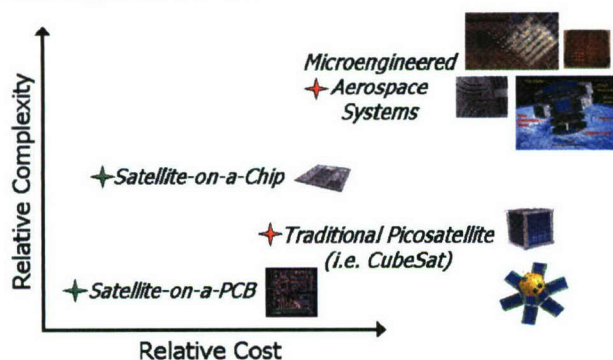 Microengineered
Aerospace
Systems
Satellite-on-a-Chip
Traditional Picosatellite
(i.e. CubeSat)
Satellite-on-a-PCB
Relative Complexity
Relative Cost